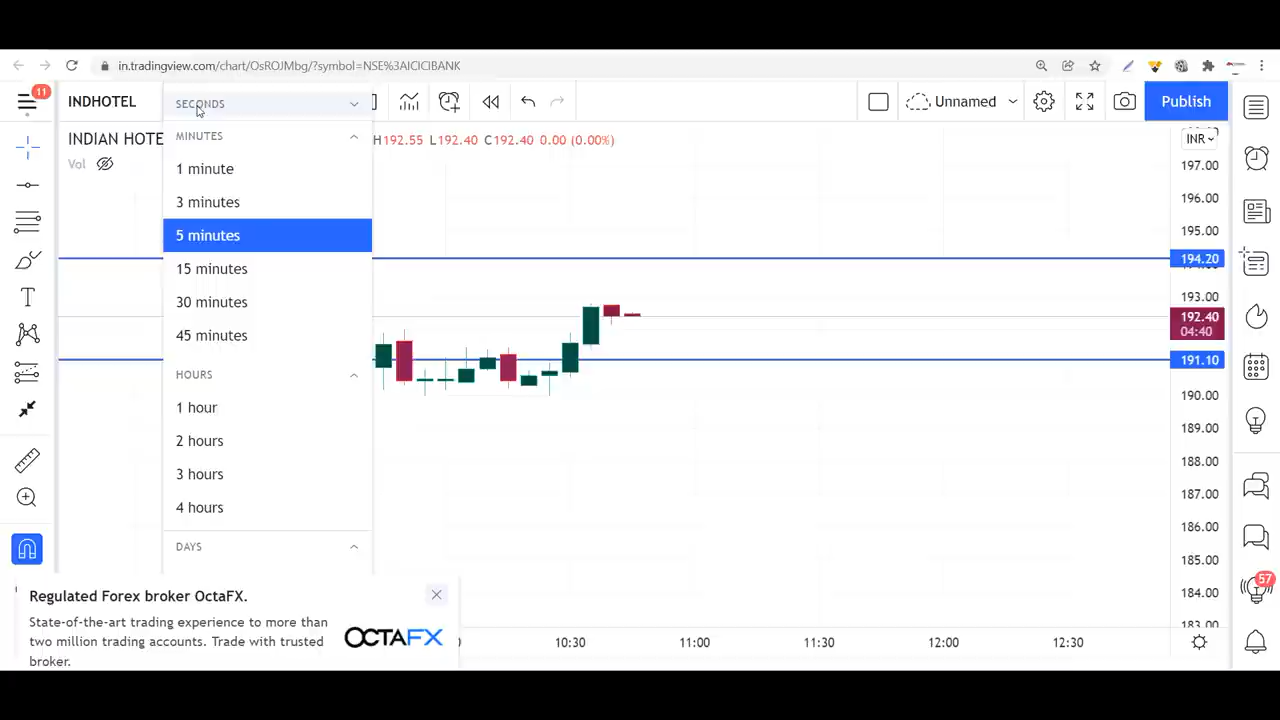 in.tradingview.com/chart/OsROJMbg/?symbol=NSE%3AICICIBANK
11
INDHOTEL
SECONDS
Unnamed
Publish
INDIAN HOTE
H192.55 L192.40 C192.40 0.00 (0.00%)
Vol
MINUTES
1 minute
3 minutes
5 minutes
15 minutes
30 minutes
45 minutes
HOURS
1 hour
2 hours
3 hours
4 hours
DAYS
INR
197.00
196.00
195.00
194.20
193.00
192.40
04:40
191.10
190.00
189.00
188.00
187.00
186.00
185.00
184.00
183.00
57
Regulated Forex broker OctaFX.
State-of-the-art trading experience to more than
two million trading accounts. Trade with trusted
broker.
OCTAFX
10:30 11:00 11:30 12:00 12:30